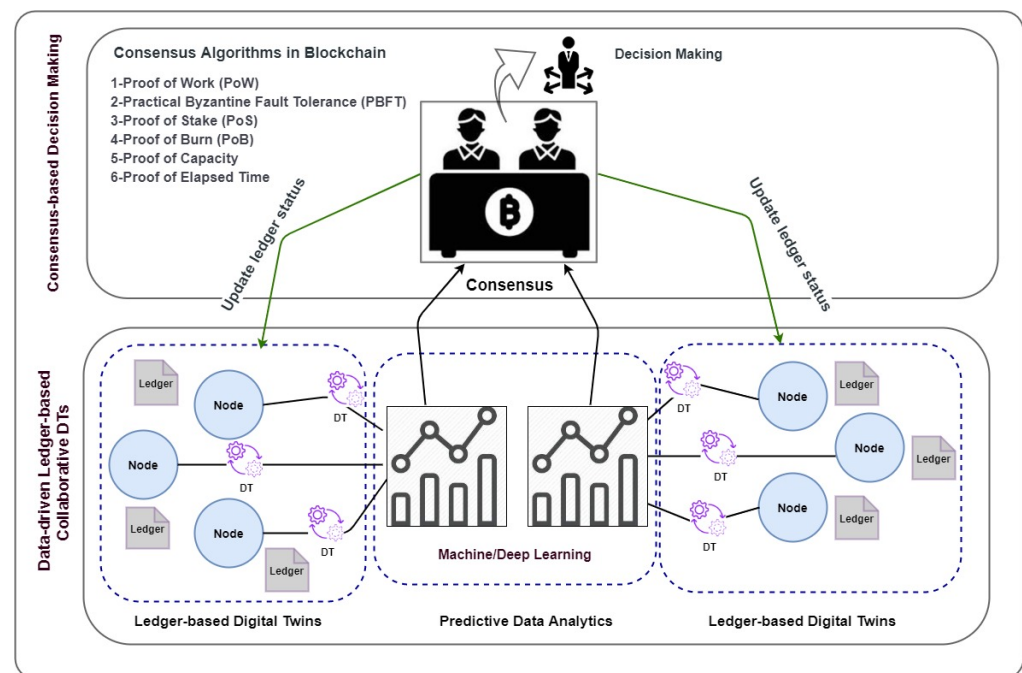 Consensus-based Decision Making
Consensus Algorithms in Blockchain
1-Proof of Work (PoW)
2-Practical Byzantine Fault Tolerance (PBFT)
3-Proof of Stake (PoS)
4-Proof of Burn (PoB)
5-Proof of Capacity
6-Proof of Elapsed Time
Decision Making
Update ledger status
Update ledger status
Consensus
Data-driven Ledger-based
Collaborative DTs
Ledger
Node
DT
Node
DT
Ledger
Node
DT
Ledger
Machine/Deep Learning
DT
Node
Ledger
DT
Node
Ledger
DT
Node
Ledger
Ledger-based Digital Twins
Predictive Data Analytics
Ledger-based Digital Twins